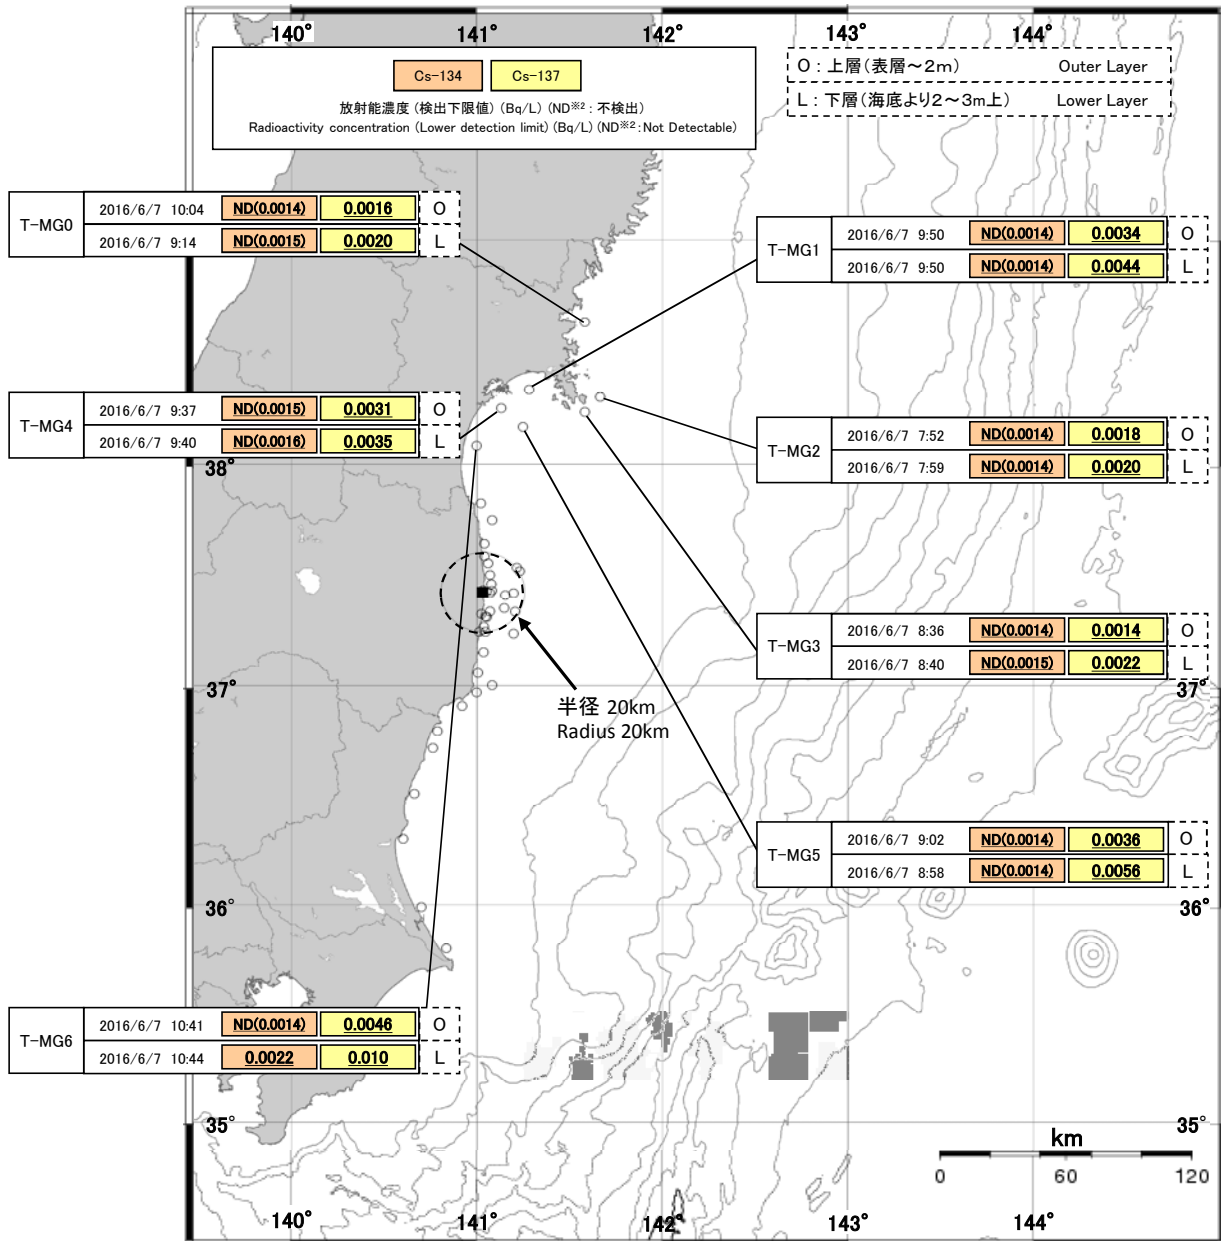 140° 141° 142° 143° 144°
Cs-134 Cs-137
放射能濃度 (検出下限値) (Bq/L) (ND※2 : 不検出)
Radioactivity concentration (Lower detection limit) (Bq/L) (ND※2 : Not Detectable)
O : 上層 (表層～2m) Outer Layer
L : 下層 (海底より2～3m上) Lower Layer
T-MG0
2016/6/7 10:04 ND(0.0014) 0.0016 O
2016/6/7 9:14 ND(0.0015) 0.0020 L
T-MG1
2016/6/7 9:50 ND(0.0014) 0.0034 O
2016/6/7 9:50 ND(0.0014) 0.0044 L
T-MG4
2016/6/7 9:37 ND(0.0015) 0.0031 O
2016/6/7 9:40 ND(0.0016) 0.0035 L
T-MG2
2016/6/7 7:52 ND(0.0014) 0.0018 O
2016/6/7 7:59 ND(0.0014) 0.0020 L
38°
T-MG3
2016/6/7 8:36 ND(0.0014) 0.0014 O
2016/6/7 8:40 ND(0.0015) 0.0022 L
37° 37°
半径 20km
Radius 20km
T-MG5
2016/6/7 9:02 ND(0.0014) 0.0036 O
2016/6/7 8:58 ND(0.0014) 0.0056 L
36° 36°
T-MG6
2016/6/7 10:41 ND(0.0014) 0.0046 O
2016/6/7 10:44 0.0022 0.010 L
35° 35°
km
0 60 120
140° 141° 142° 143° 144°